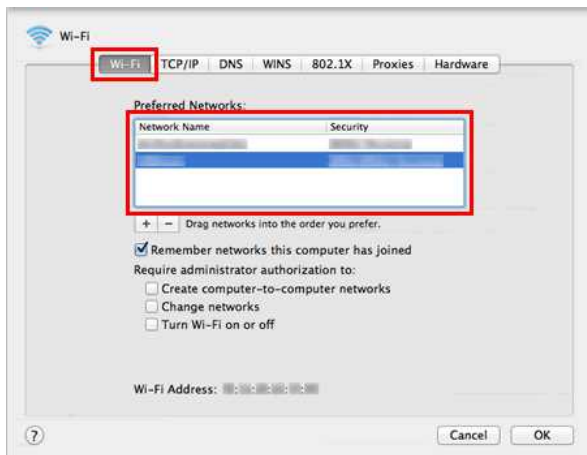 Wi-Fi
Wi-Fi TCP/IP DNS WINS 802.1X Proxies Hardware
Preferred Networks:
Network Name Security
+ - Drag networks into the order you prefer.
Remember networks this computer has joined
Require administrator authorization to:
Create computer-to-computer networks
Change networks
Turn Wi-Fi on or off
Wi-Fi Address:
? Cancel OK